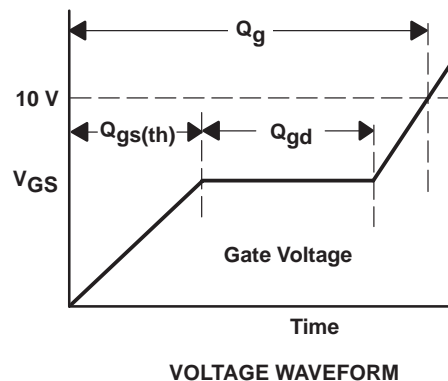 Qg
10 V
Qgs(th)
Qgd
VGS
Gate Voltage
Time
VOLTAGE WAVEFORM